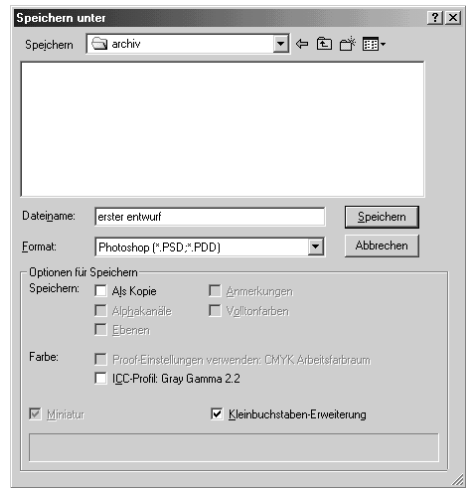 Speichern unter
Speichern archiv
Dateiname: erster entwurf Speichern
Format: Photoshop (*.PSD;*.PDD) Abbrechen
Optionen für Speichern
Speichern: Als Kopie Anmerkungen
Alphakanäle Volltonfarben
Ebenen
Farbe: Proof-Einstellungen verwenden: CMYK Arbeitsfarbraum
ICC-Profil: Gray Gamma 2.2
Miniatur Kleinbuchstaben-Erweiterung